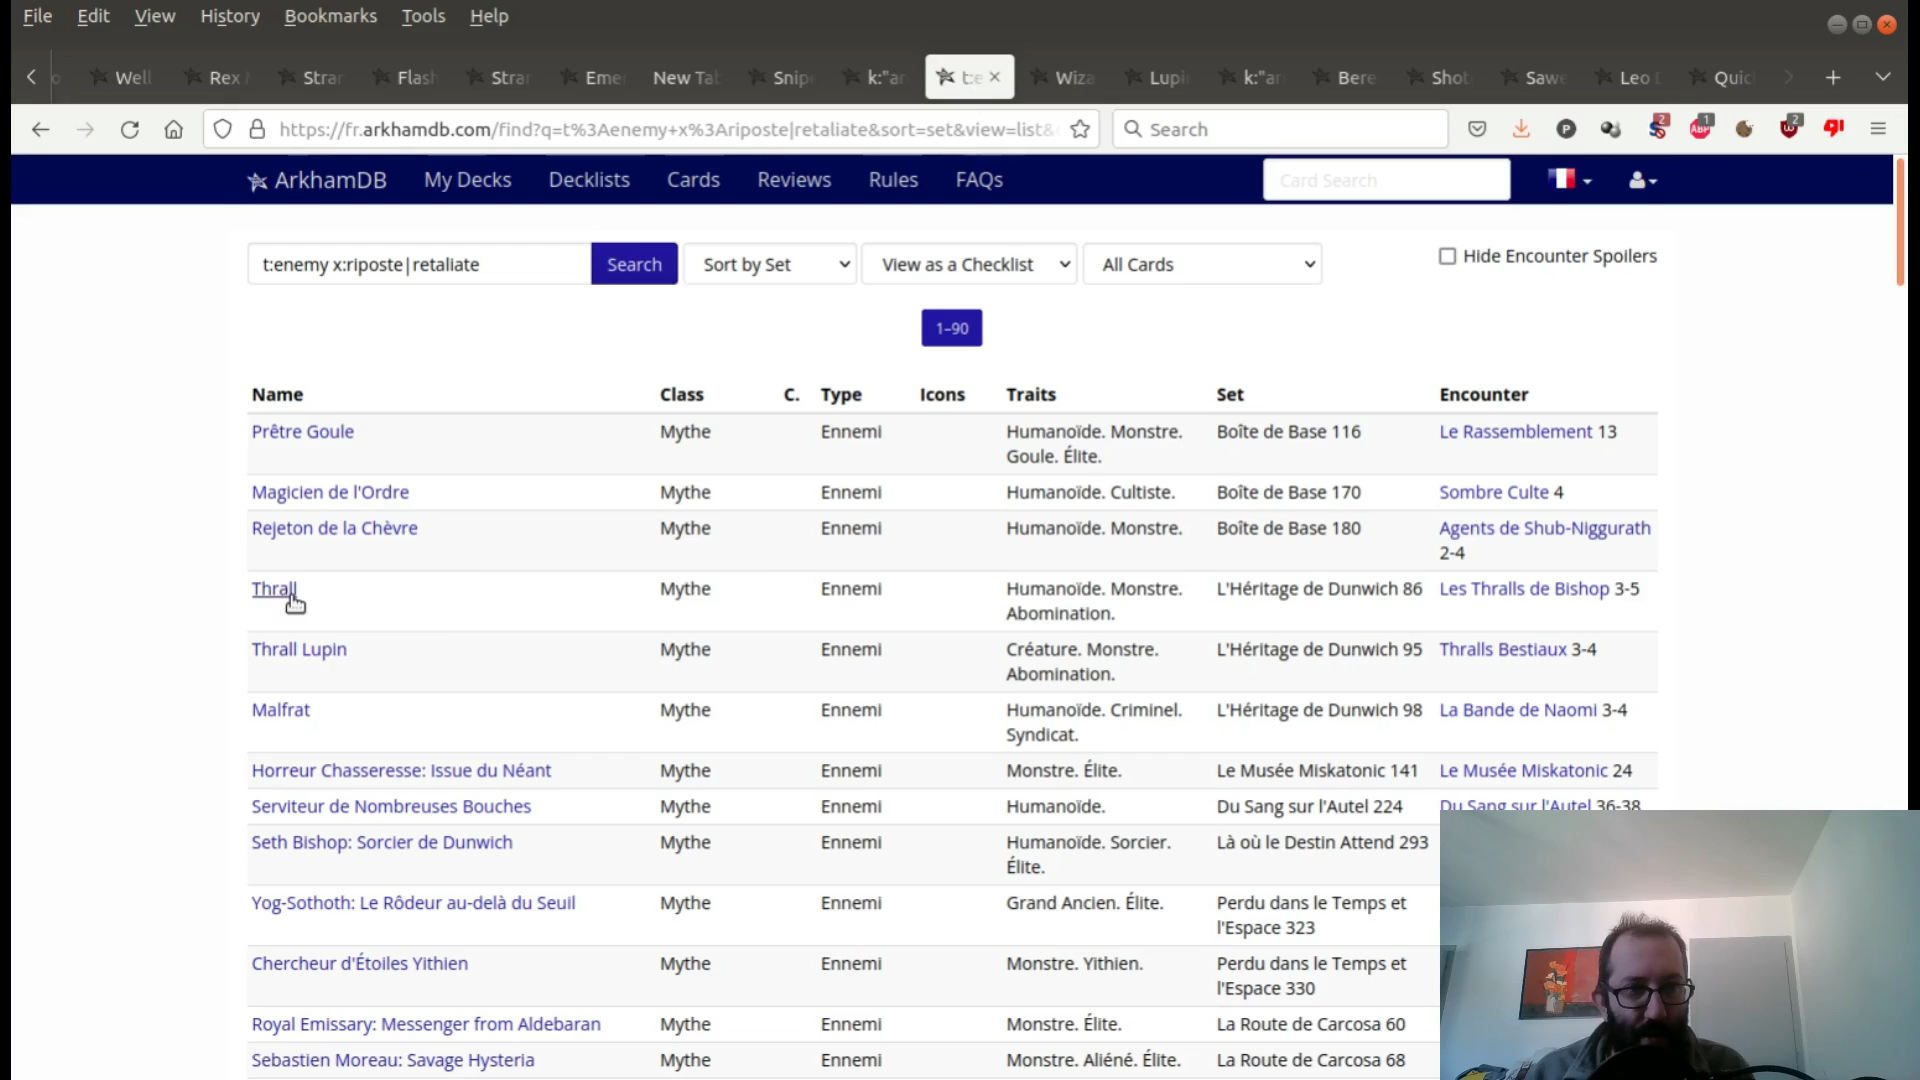 File Edit View History Bookmarks Tools Help
Well Rex Strar Flash Strar Eme New Tab Snip k:"ar t:e Wiza Lupi k:"ar Bere Shot Sawe Leo Quic
https://fr.arkhamdb.com/find?q=t%3Aenemy+x%3Ariposte|retaliate&sort=set&view=list& Search 2 1 2
ArkhamDB My Decks Decklists Cards Reviews Rules FAQs Card Search
t:enemy x:riposte|retaliate Search Sort by Set View as a Checklist All Cards Hide Encounter Spoilers
1–90
Name Class C. Type Icons Traits Set Encounter
Prêtre Goule Mythe Ennemi Humanoïde. Monstre. Boîte de Base 116 Le Rassemblement 13
Goule. Élite.
Magicien de l'Ordre Mythe Ennemi Humanoïde. Cultiste. Boîte de Base 170 Sombre Culte 4
Rejeton de la Chèvre Mythe Ennemi Humanoïde. Monstre. Boîte de Base 180 Agents de Shub-Niggurath
2-4
Thrall Mythe Ennemi Humanoïde. Monstre. L'Héritage de Dunwich 86 Les Thralls de Bishop 3-5
Abomination.
Thrall Lupin Mythe Ennemi Créature. Monstre. L'Héritage de Dunwich 95 Thralls Bestiaux 3-4
Abomination.
Malfrat Mythe Ennemi Humanoïde. Criminel. L'Héritage de Dunwich 98 La Bande de Naomi 3-4
Syndicat.
Horreur Chasseresse: Issue du Néant Mythe Ennemi Monstre. Élite. Le Musée Miskatonic 141 Le Musée Miskatonic 24
Serviteur de Nombreuses Bouches Mythe Ennemi Humanoïde. Du Sang sur l'Autel 224 Du Sang sur l'Autel 36-38
Seth Bishop: Sorcier de Dunwich Mythe Ennemi Humanoïde. Sorcier. Là où le Destin Attend 293
Élite.
Yog-Sothoth: Le Rôdeur au-delà du Seuil Mythe Ennemi Grand Ancien. Élite. Perdu dans le Temps et
l'Espace 323
Chercheur d'Étoiles Yithien Mythe Ennemi Monstre. Yithien. Perdu dans le Temps et
l'Espace 330
Royal Emissary: Messenger from Aldebaran Mythe Ennemi Monstre. Élite. La Route de Carcosa 60
Sebastien Moreau: Savage Hysteria Mythe Ennemi Monstre. Aliéné. Élite. La Route de Carcosa 68